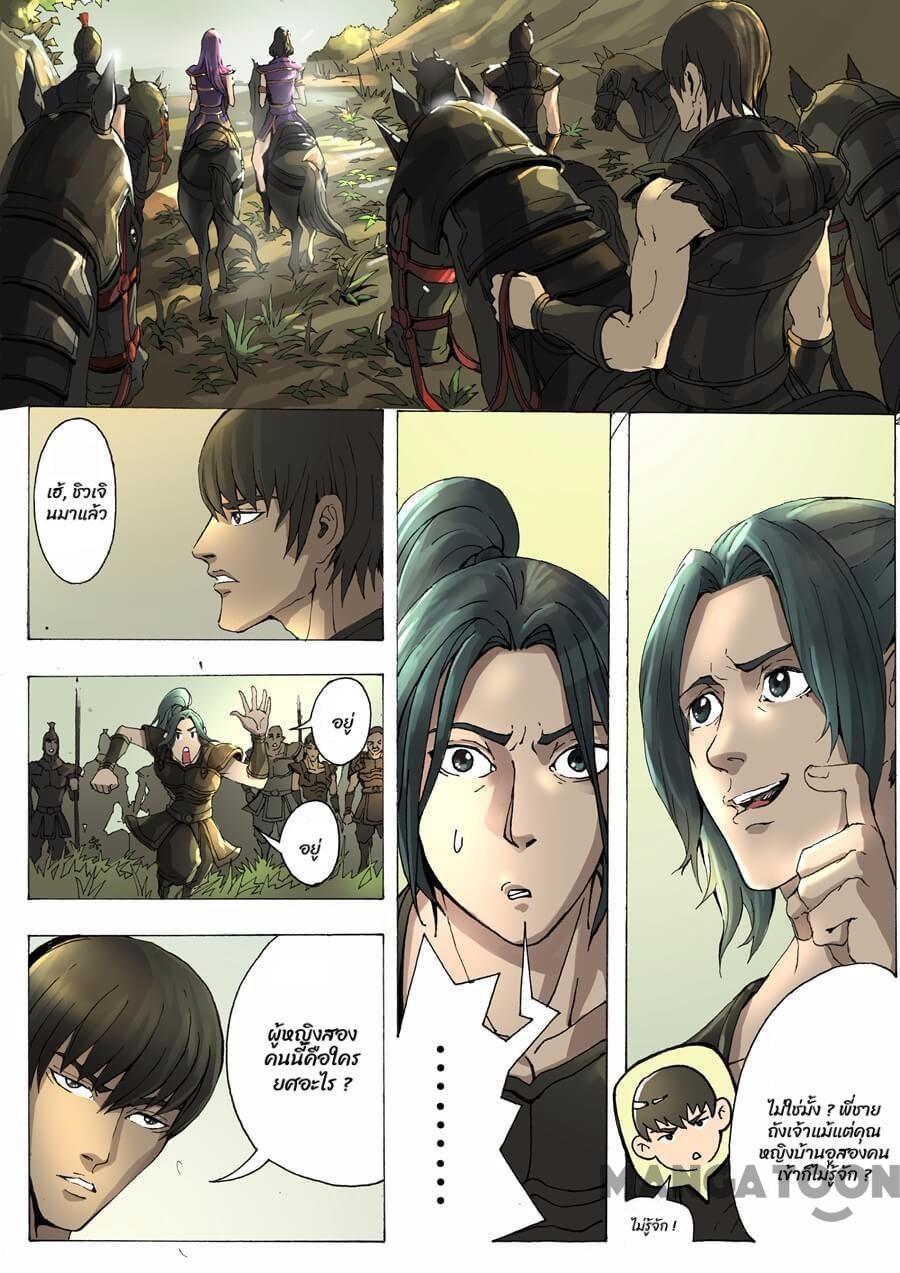 เฮ้, ชิวเจิ
นมาแล้ว
อยู่
อยู่
ผู้หญิงสอง
คนนี้คือใคร
ยศอะไร ?
......
ไม่ใช่มั้ง ? พี่ชาย
ถังเจ้าแม้แต่คุณ
หญิงบ้านอูสองคน
เข้าก็ไม่รู้จัก ?
ไม่รู้จัก !
MANGATOON